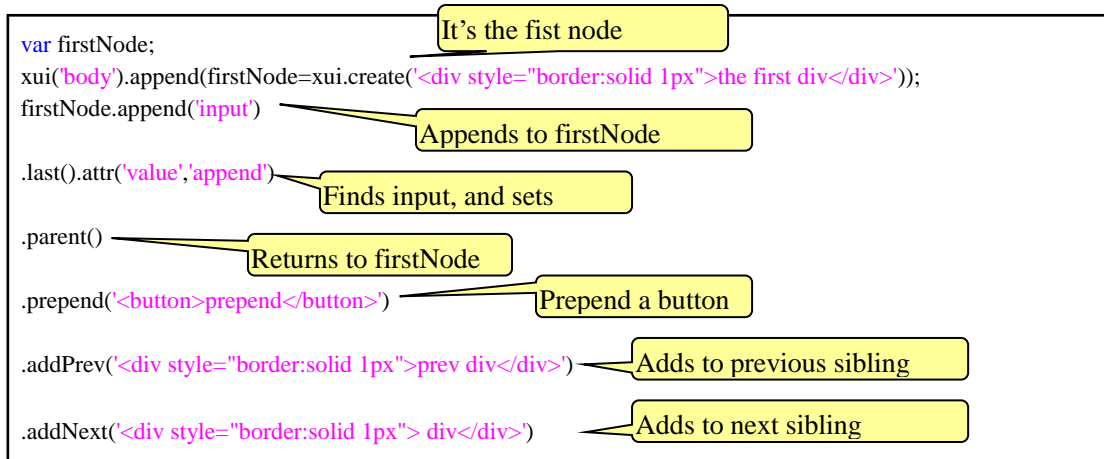 It's the fist node
var firstNode;
xui('body').append(firstNode=xui.create('<div style="border:solid 1px">the first div</div>'));
firstNode.append('input')
Appends to firstNode
.last().attr('value','append')
Finds input, and sets
.parent()
Returns to firstNode
.prepend('<button>prepend</button>')
Prepend a button
.addPrev('<div style="border:solid 1px">prev div</div>')
Adds to previous sibling
.addNext('<div style="border:solid 1px"> div</div>')
Adds to next sibling